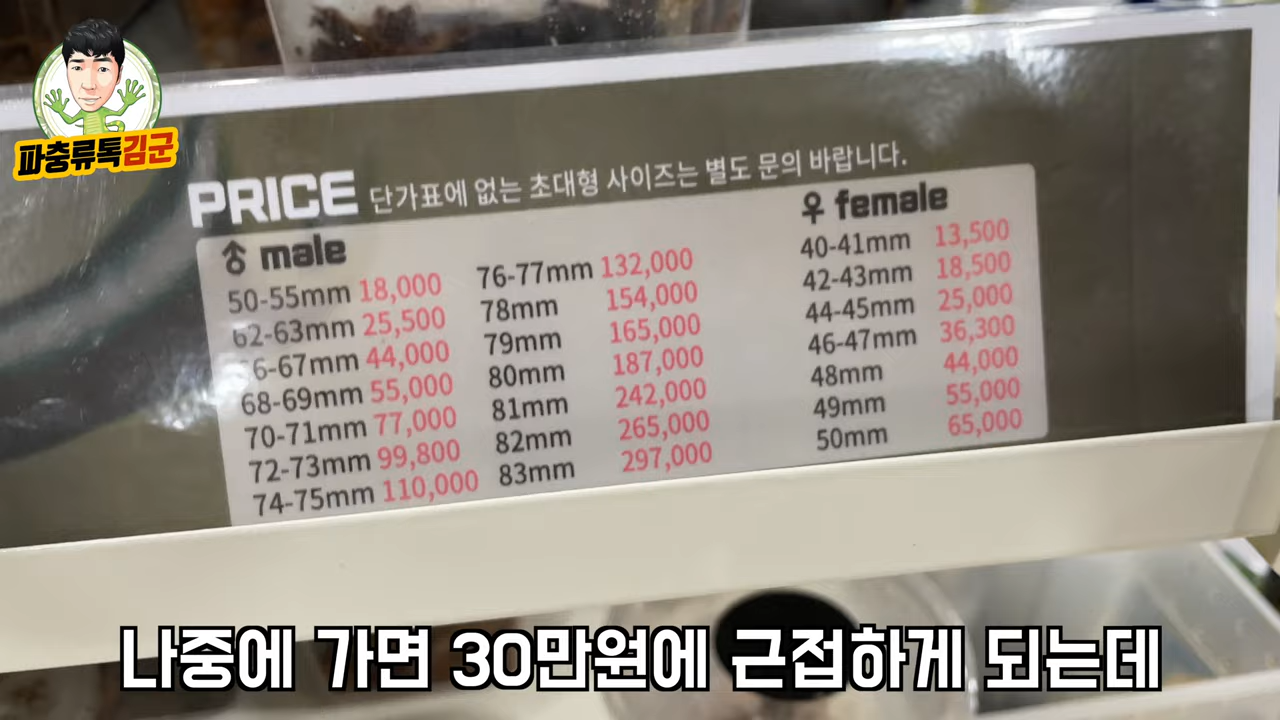 파충류톡김군
PRICE 단가표에 없는 초대형 사이즈는 별도 문의 바랍니다.
♂ male
50-55mm 18,000
62-63mm 25,500
6-67mm 44,000
68-69mm 55,000
70-71mm 77,000
72-73mm 99,800
74-75mm 110,000
76-77mm 132,000
78mm 154,000
79mm 165,000
80mm 187,000
81mm 242,000
82mm 265,000
83mm 297,000
♀ female
40-41mm 13,500
42-43mm 18,500
44-45mm 25,000
46-47mm 36,300
48mm 44,000
49mm 55,000
50mm 65,000
나중에 가면 30만원에 근접하게 되는데